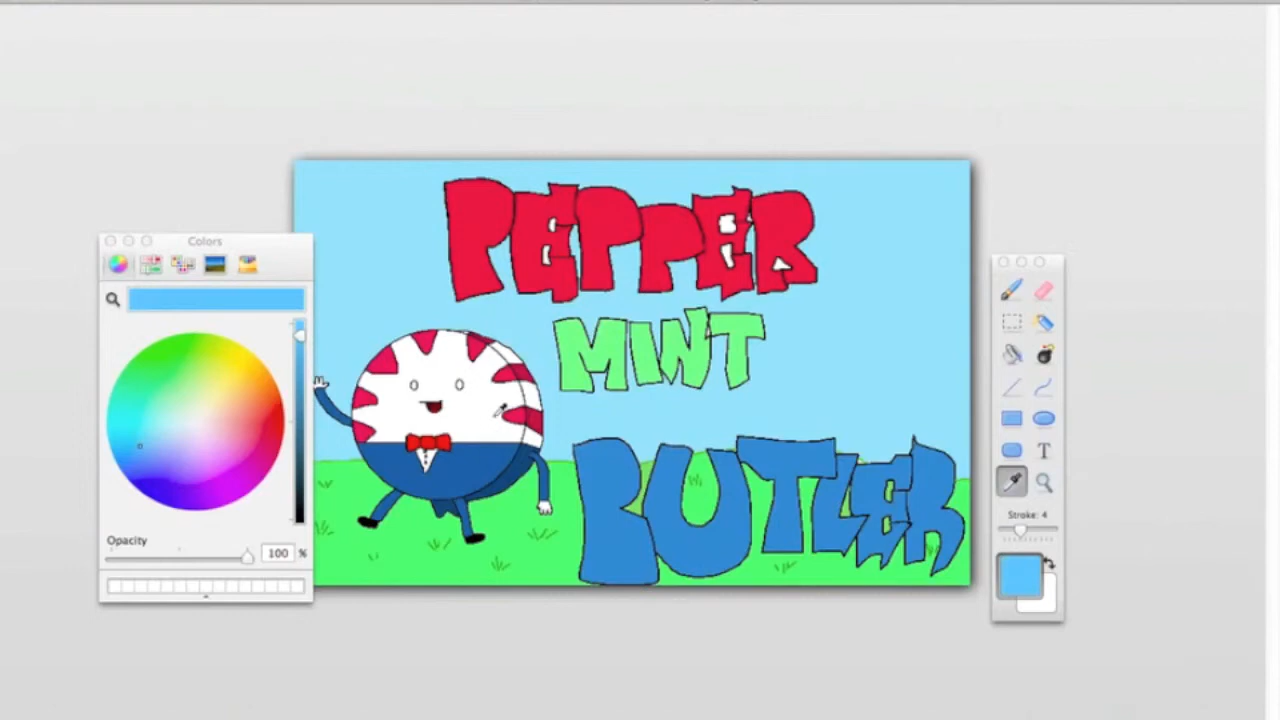 PEPPER
MINT
BUTLER
Colors
Opacity
100 %
T
Stroke: 4